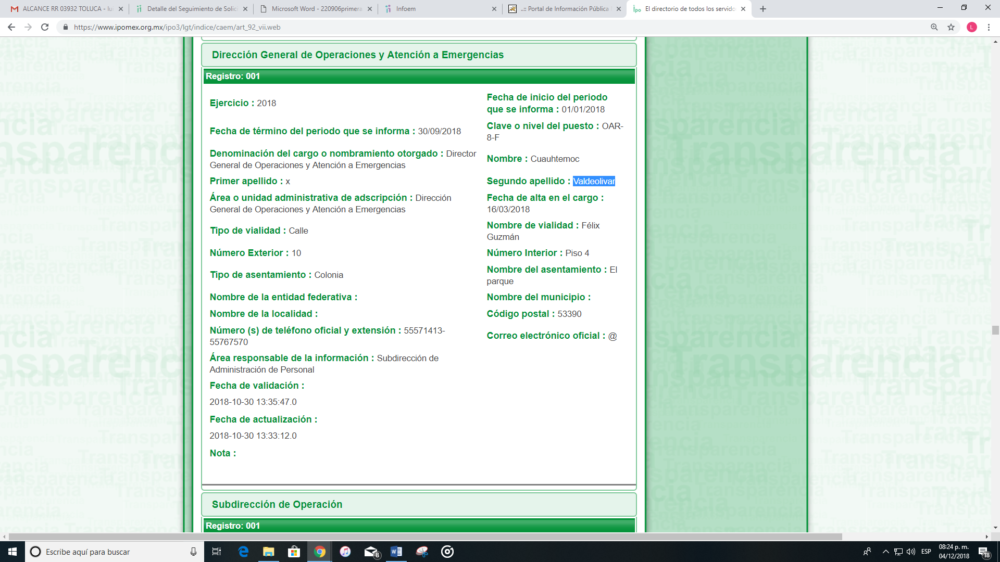 ALCANCE RR 03932 TOLUCA - lui
Detalle del Seguimiento de Solici
Microsoft Word - 220906primera
Infoem
..:: Portal de Información Pública
El directorio de todos los servido
https://www.ipomex.org.mx/ipo3/lgt/indice/caem/art_92_vii.web
L
Dirección General de Operaciones y Atención a Emergencias
Registro: 001
Ejercicio : 2018
Fecha de inicio del periodo
que se informa : 01/01/2018
Fecha de término del periodo que se informa : 30/09/2018
Clave o nivel del puesto : OAR-
8-F
Denominación del cargo o nombramiento otorgado : Director
General de Operaciones y Atención a Emergencias
Nombre : Cuauhtemoc
Primer apellido : x
Segundo apellido : Valdeolivar
Área o unidad administrativa de adscripción : Dirección
General de Operaciones y Atención a Emergencias
Fecha de alta en el cargo :
16/03/2018
Tipo de vialidad : Calle
Nombre de vialidad : Félix
Guzmán
Número Exterior : 10
Número Interior : Piso 4
Tipo de asentamiento : Colonia
Nombre del asentamiento : El
parque
Nombre de la entidad federativa :
Nombre del municipio :
Nombre de la localidad :
Código postal : 53390
Número (s) de teléfono oficial y extensión : 55571413-
55767570
Correo electrónico oficial : @
Área responsable de la información : Subdirección de
Administración de Personal
Fecha de validación :
2018-10-30 13:35:47.0
Fecha de actualización :
2018-10-30 13:33:12.0
Nota :
Subdirección de Operación
Registro: 001
Escribe aquí para buscar
8
ESP
08:24 p. m.
04/12/2018
18